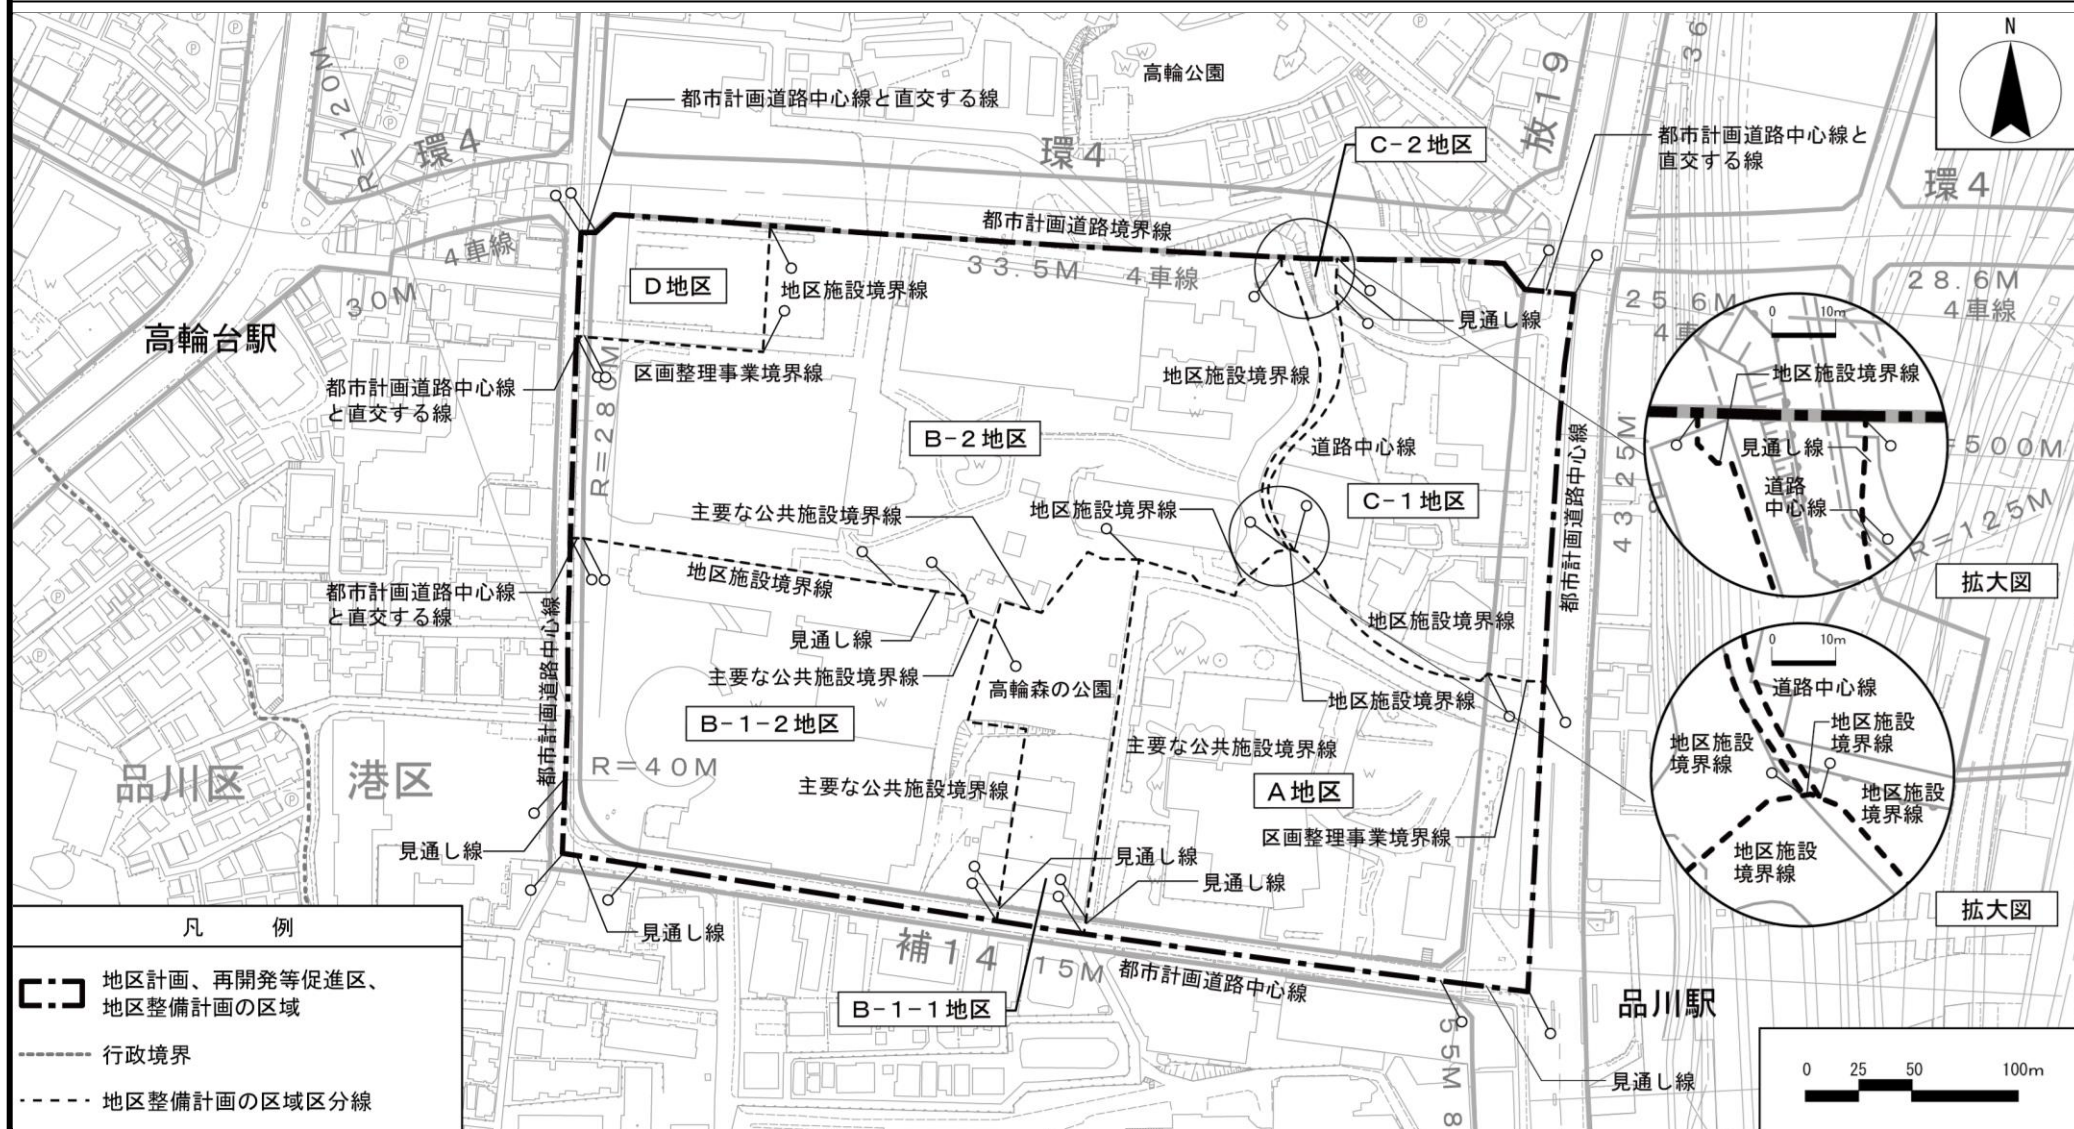 高輪公園
N
R=120M
環4
都市計画道路中心線と直交する線
環4
C-2地区
放19
36
都市計画道路中心線と
直交する線
環4
4車線
都市計画道路境界線
33.5M 4車線
D地区
地区施設境界線
30M
高輪台駅
見通し線
25.6M
28.6M
4車線
0 10m
地区施設境界線
見通し線
道路
中心線
=500M
R=125M
拡大図
都市計画道路中心線
と直交する線
区画整理事業境界線
R=280M
地区施設境界線
B-2地区
道路中心線
都市計画道路中心線
43.25M
C-1地区
主要な公共施設境界線
地区施設境界線
都市計画道路中心線
と直交する線
地区施設境界線
見通し線
主要な公共施設境界線
高輪森の公園
地区施設境界線
地区施設境界線
都市計画道路中心線
B-1-2地区
主要な公共施設境界線
主要な公共施設境界線
A地区
区画整理事業境界線
品川区
港区
R=40M
見通し線
見通し線
見通し線
見通し線
0 10m
道路中心線
地区施設
境界線
地区施設
境界線
地区施設
境界線
地区施設
境界線
拡大図
補14
15M
都市計画道路中心線
B-1-1地区
品川駅
55M
8
見通し線
凡 例
地区計画、再開発等促進区、
地区整備計画の区域
行政境界
地区整備計画の区域区分線
0 25 50 100m